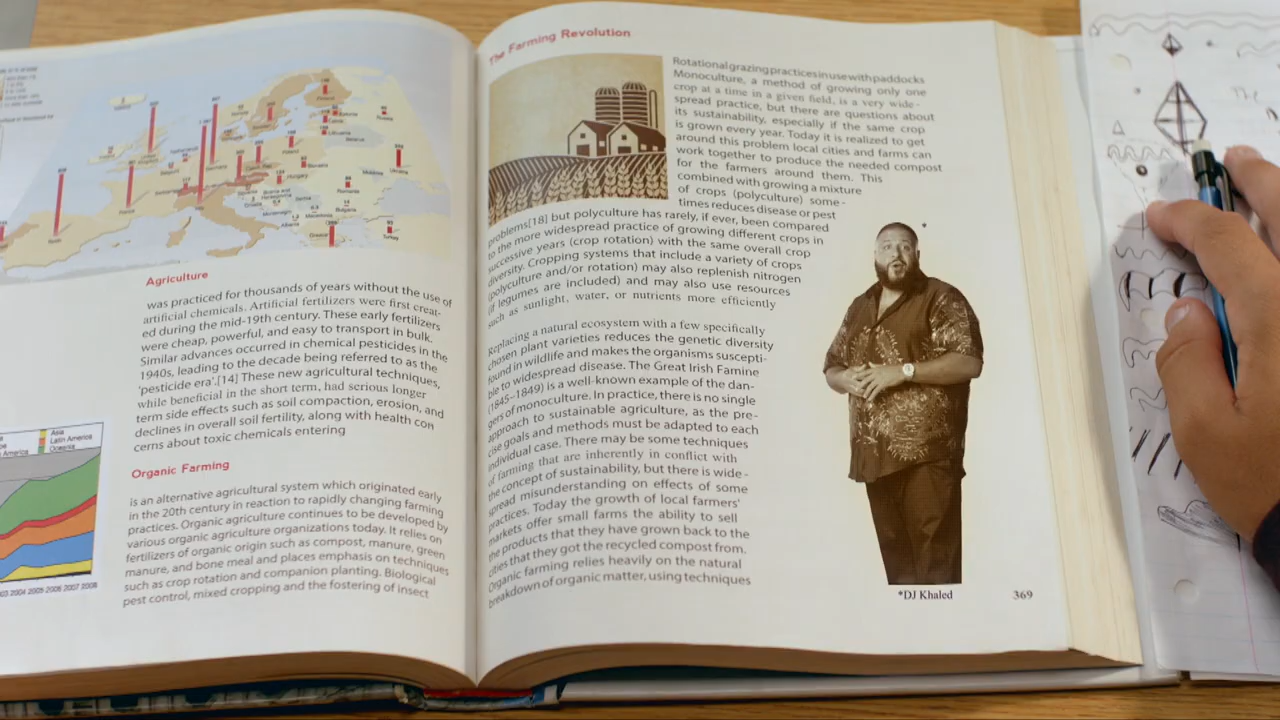 Agriculture
was practiced for thousands of years without the use of
artificial chemicals. Artificial fertilizers were first creat-
ed during the mid-19th century. These early fertilizers
were cheap, powerful, and easy to transport in bulk.
Similar advances occurred in chemical pesticides in the
1940s, leading to the decade being referred to as the
'pesticide era'.[14] These new agricultural techniques,
while beneficial in the short term, had serious longer
term side effects such as soil compaction, erosion, and
declines in overall soil fertility, along with health con
cerns about toxic chemicals entering
Asia
Latin America
Oceania
2004 2005 2006 2007 2008
Organic Farming
is an alternative agricultural system which originated early
in the 20th century in reaction to rapidly changing farming
practices. Organic agriculture continues to be developed by
various organic agriculture organizations today. It relies on
fertilizers of organic origin such as compost, manure, green
manure, and bone meal and places emphasis on techniques
such as crop rotation and companion planting. Biological
pest control, mixed cropping and the fostering of insect
The Farming Revolution
Rotational grazing practices in use with paddocks
Monoculture, a method of growing only one
crop at a time in a given field, is a very wide-
spread practice, but there are questions about
its sustainability, especially if the same crop
is grown every year. Today it is realized to get
around this problem local cities and farms can
work together to produce the needed compost
for the farmers around them. This
combined with growing a mixture
of crops (polyculture) some-
times reduces disease or pest
problems[18] but polyculture has rarely, if ever, been compared
to the more widespread practice of growing different crops in
successive years (crop rotation) with the same overall crop
diversity. Cropping systems that include a variety of crops
(polyculture and/or rotation) may also replenish nitrogen
(if legumes are included) and may also use resources
such as sunlight, water, or nutrients more efficiently
Replacing a natural ecosystem with a few specifically
chosen plant varieties reduces the genetic diversity
found in wildlife and makes the organisms suscepti-
ble to widespread disease. The Great Irish Famine
(1845–1849) is a well-known example of the dan-
gers of monoculture. In practice, there is no single
approach to sustainable agriculture, as the pre-
cise goals and methods must be adapted to each
individual case. There may be some techniques
of farming that are inherently in conflict with
the concept of sustainability, but there is wide-
spread misunderstanding on effects of some
practices. Today the growth of local farmers'
markets offer small farms the ability to sell
the products that they have grown back to the
cities that they got the recycled compost from.
Organic farming relies heavily on the natural
breakdown of organic matter, using techniques
*
*DJ Khaled
369